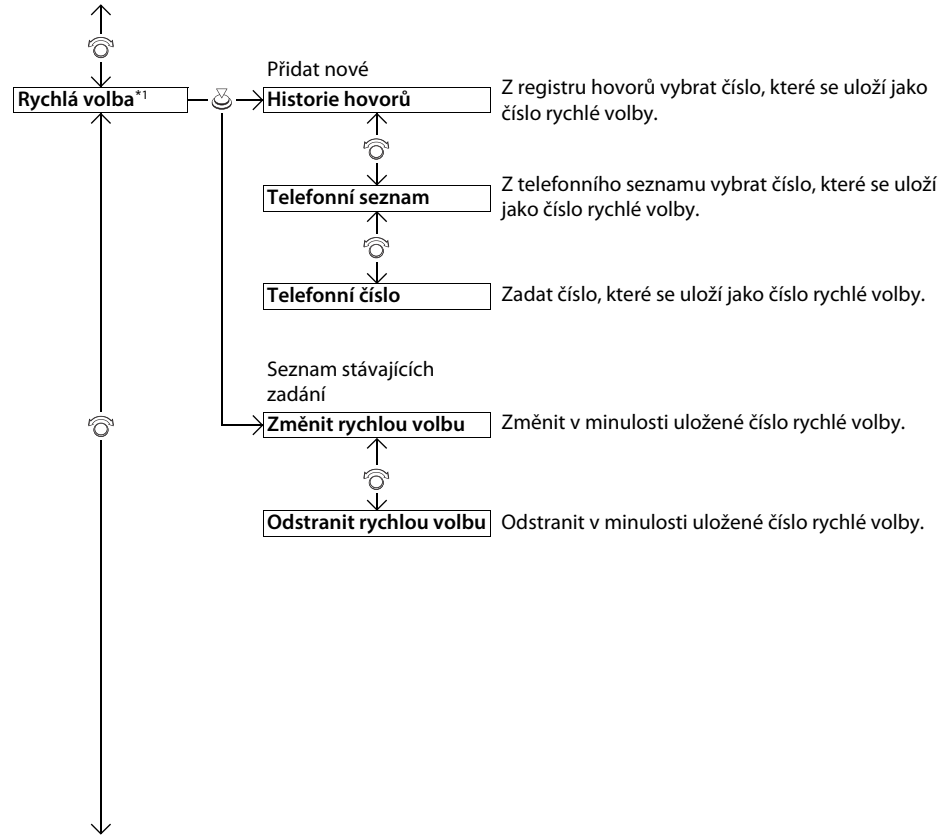 Přidat nové
Rychlá volba*1
Historie hovorů
Z registru hovorů vybrat číslo, které se uloží jako
číslo rychlé volby.
Telefonní seznam
Z telefonního seznamu vybrat číslo, které se uloží
jako číslo rychlé volby.
Telefonní číslo
Zadat číslo, které se uloží jako číslo rychlé volby.
Seznam stávajících
zadání
Změnit rychlou volbu
Změnit v minulosti uložené číslo rychlé volby.
Odstranit rychlou volbu
Odstranit v minulosti uložené číslo rychlé volby.